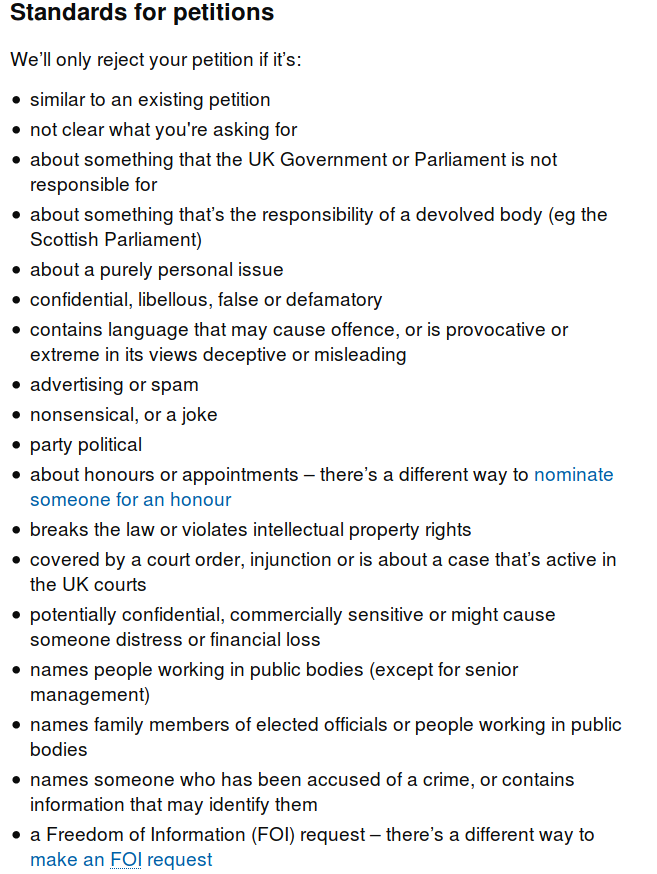 Standards for petitions
We’ll only reject your petition if it’s:
• similar to an existing petition
• not clear what you're asking for
• about something that the UK Government or Parliament is not
responsible for
• about something that’s the responsibility of a devolved body (eg the
Scottish Parliament)
• about a purely personal issue
• confidential, libellous, false or defamatory
• contains language that may cause offence, or is provocative or
extreme in its views deceptive or misleading
• advertising or spam
• nonsensical, or a joke
• party political
• about honours or appointments – there’s a different way to nominate
someone for an honour
• breaks the law or violates intellectual property rights
• covered by a court order, injunction or is about a case that’s active in
the UK courts
• potentially confidential, commercially sensitive or might cause
someone distress or financial loss
• names people working in public bodies (except for senior
management)
• names family members of elected officials or people working in public
bodies
• names someone who has been accused of a crime, or contains
information that may identify them
• a Freedom of Information (FOI) request – there’s a different way to
make an FOI request